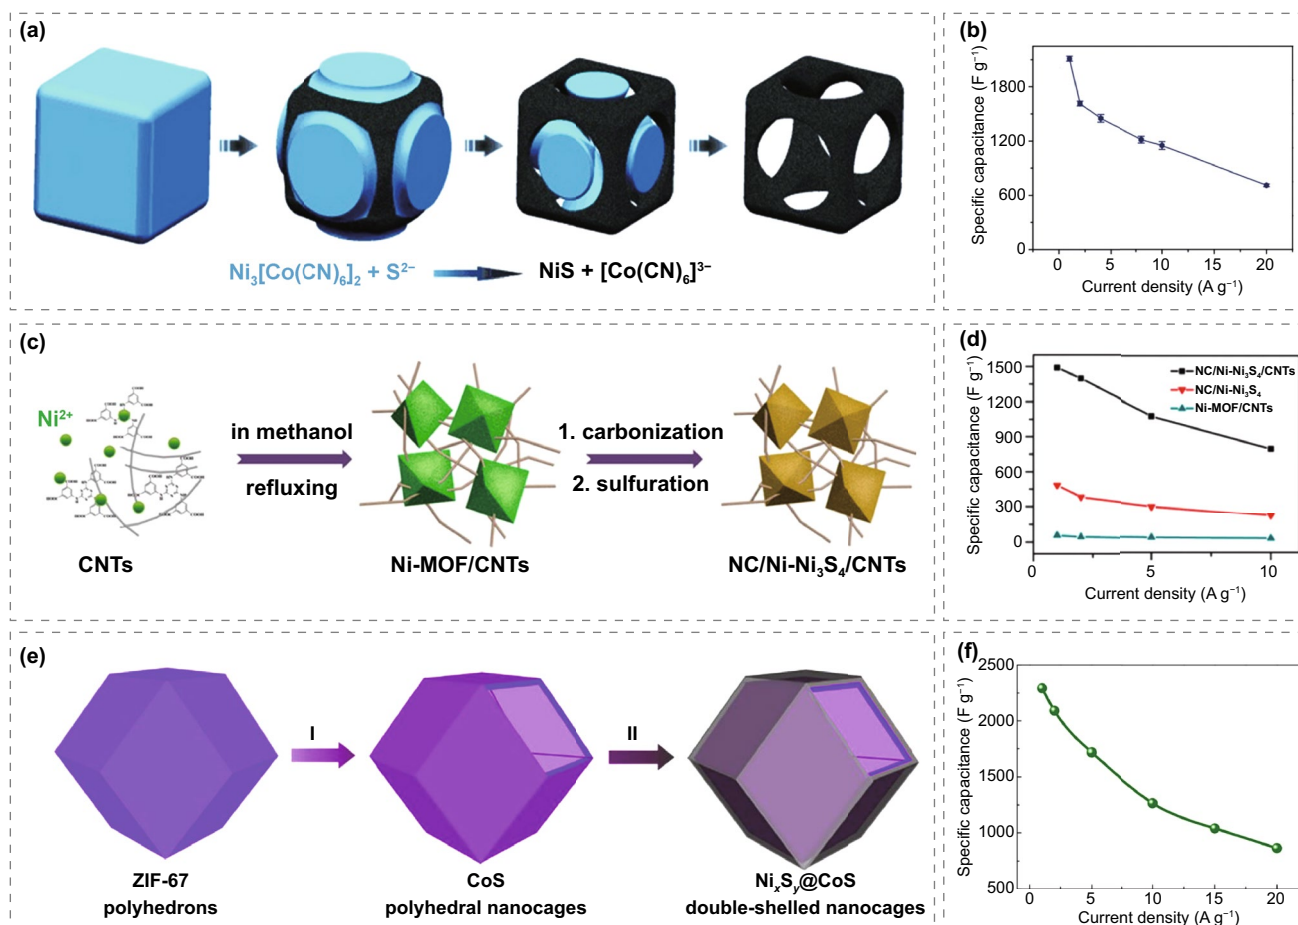 (a)
Ni₃[Co(CN)₆]₂ + S²⁻ NiS + [Co(CN)₆]³⁻
(b)
Specific capacitance (F g⁻¹)
1800
1200
600
0
0 5 10 15 20
Current density (A g⁻¹)
(c)
Ni²⁺
in methanol
refluxing
1. carbonization
2. sulfuration
CNTs
Ni-MOF/CNTs
NC/Ni-Ni₃S₄/CNTs
(d)
Specific capacitance (F g⁻¹)
1500
1200
900
600
300
0
NC/Ni-Ni₃S₄/CNTs
NC/Ni-Ni₃S₄
Ni-MOF/CNTs
0 5 10
Current density (A g⁻¹)
(e)
I
II
ZIF-67
polyhedrons
CoS
polyhedral nanocages
NiₓSᵧ@CoS
double-shelled nanocages
(f)
Specific capacitance (F g⁻¹)
2500
2000
1500
1000
500
0 5 10 15 20
Current density (A g⁻¹)